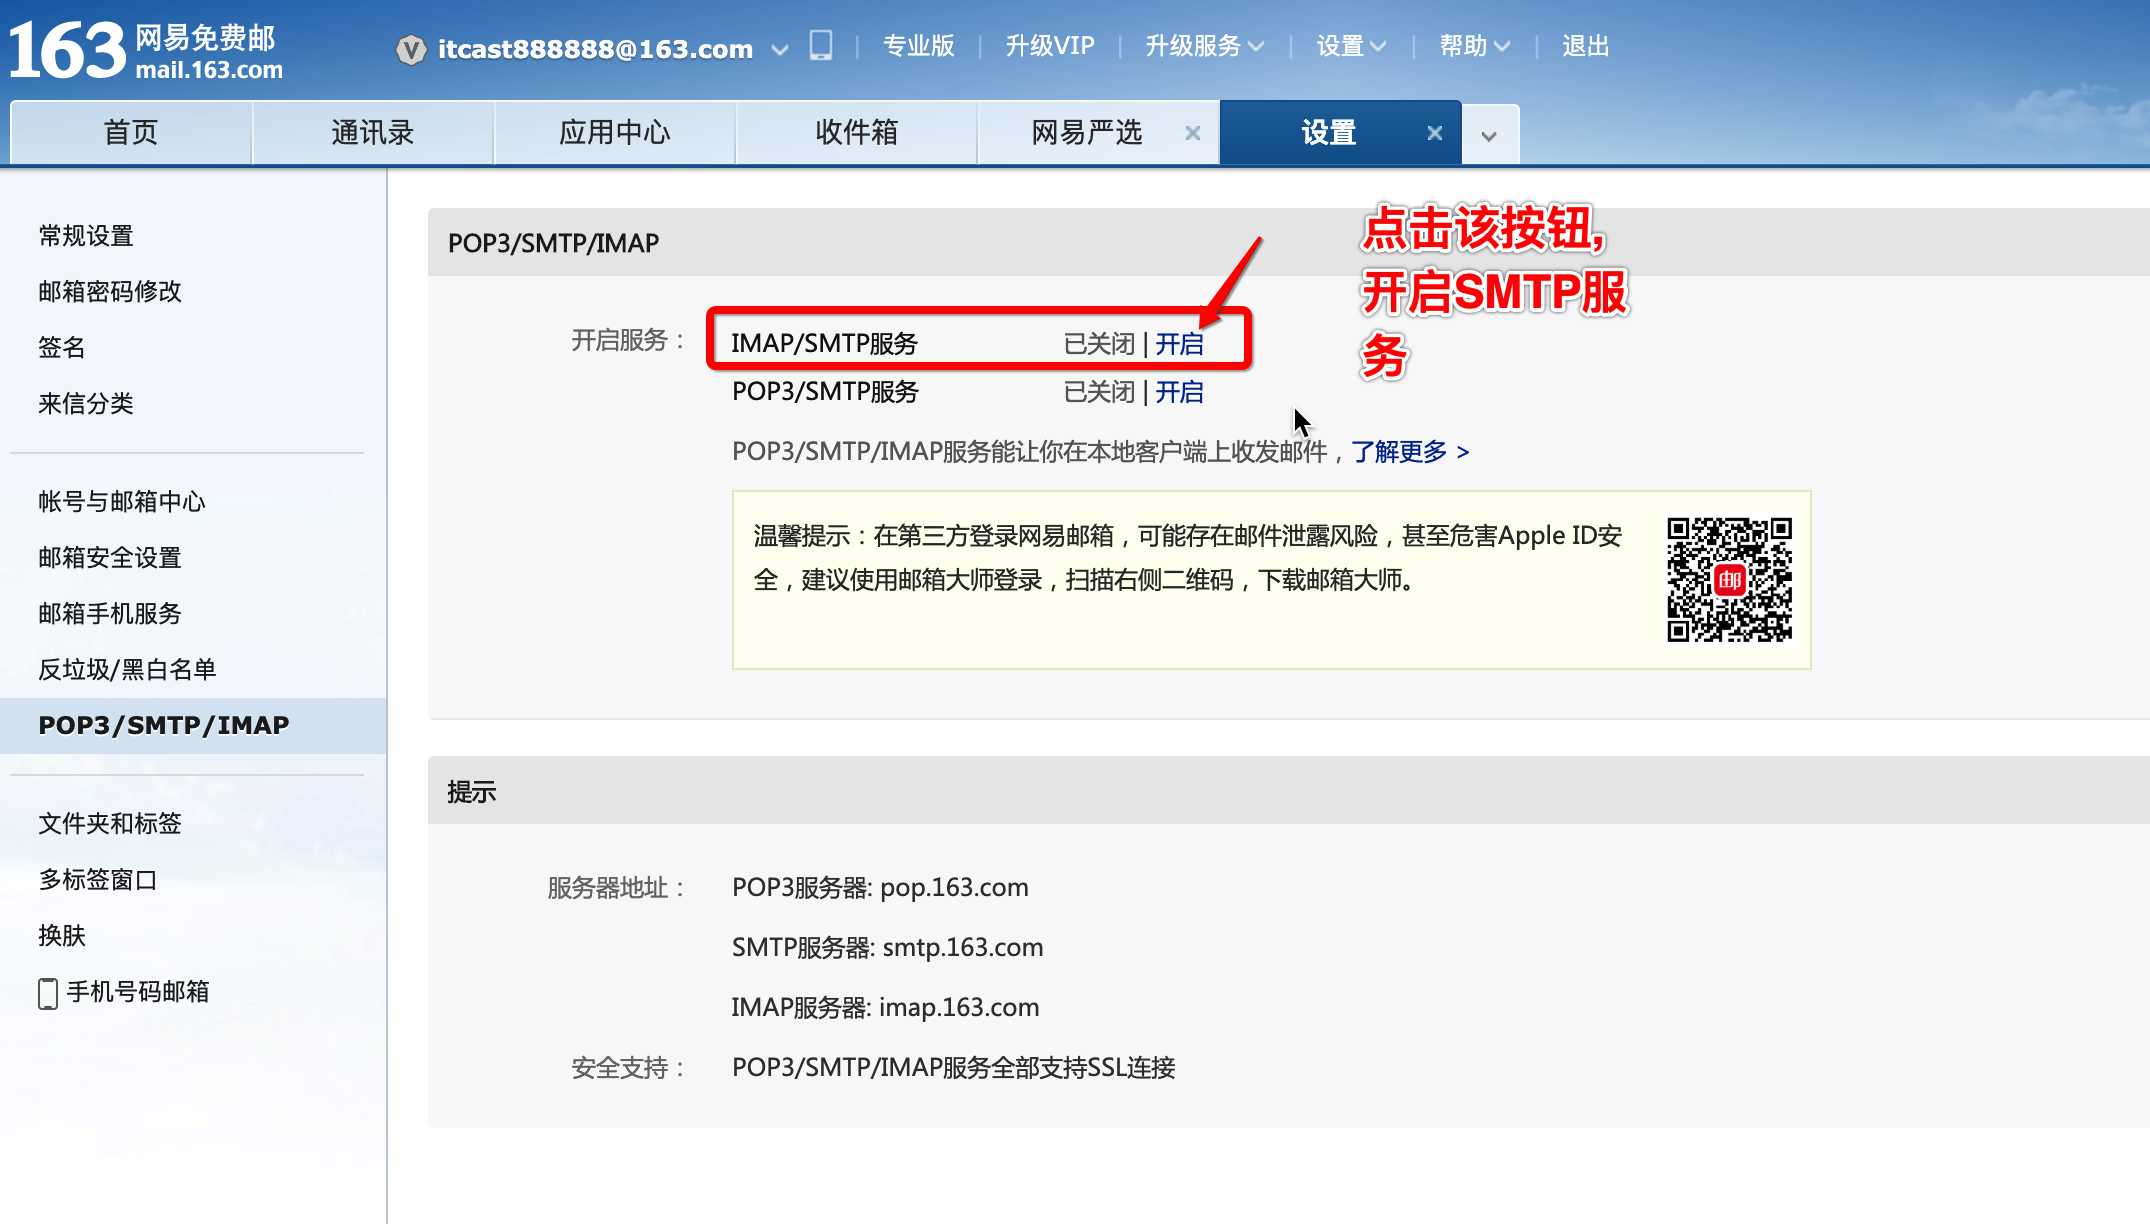 163 网易免费邮
mail.163.com
V itcast888888@163.com
专业版 | 升级VIP | 升级服务 | 设置 | 帮助 | 退出
首页
通讯录
应用中心
收件箱
网易严选 ×
设置 ×
常规设置
邮箱密码修改
签名
来信分类
帐号与邮箱中心
邮箱安全设置
邮箱手机服务
反垃圾/黑白名单
POP3/SMTP/IMAP
文件夹和标签
多标签窗口
换肤
手机号码邮箱
POP3/SMTP/IMAP
点击该按钮,
开启SMTP服
务
开启服务： IMAP/SMTP服务 已关闭 | 开启
POP3/SMTP服务 已关闭 | 开启
POP3/SMTP/IMAP服务能让你在本地客户端上收发邮件，了解更多 >
温馨提示：在第三方登录网易邮箱，可能存在邮件泄露风险，甚至危害Apple ID安
全，建议使用邮箱大师登录，扫描右侧二维码，下载邮箱大师。
邮
提示
服务器地址： POP3服务器: pop.163.com
SMTP服务器: smtp.163.com
IMAP服务器: imap.163.com
安全支持： POP3/SMTP/IMAP服务全部支持SSL连接